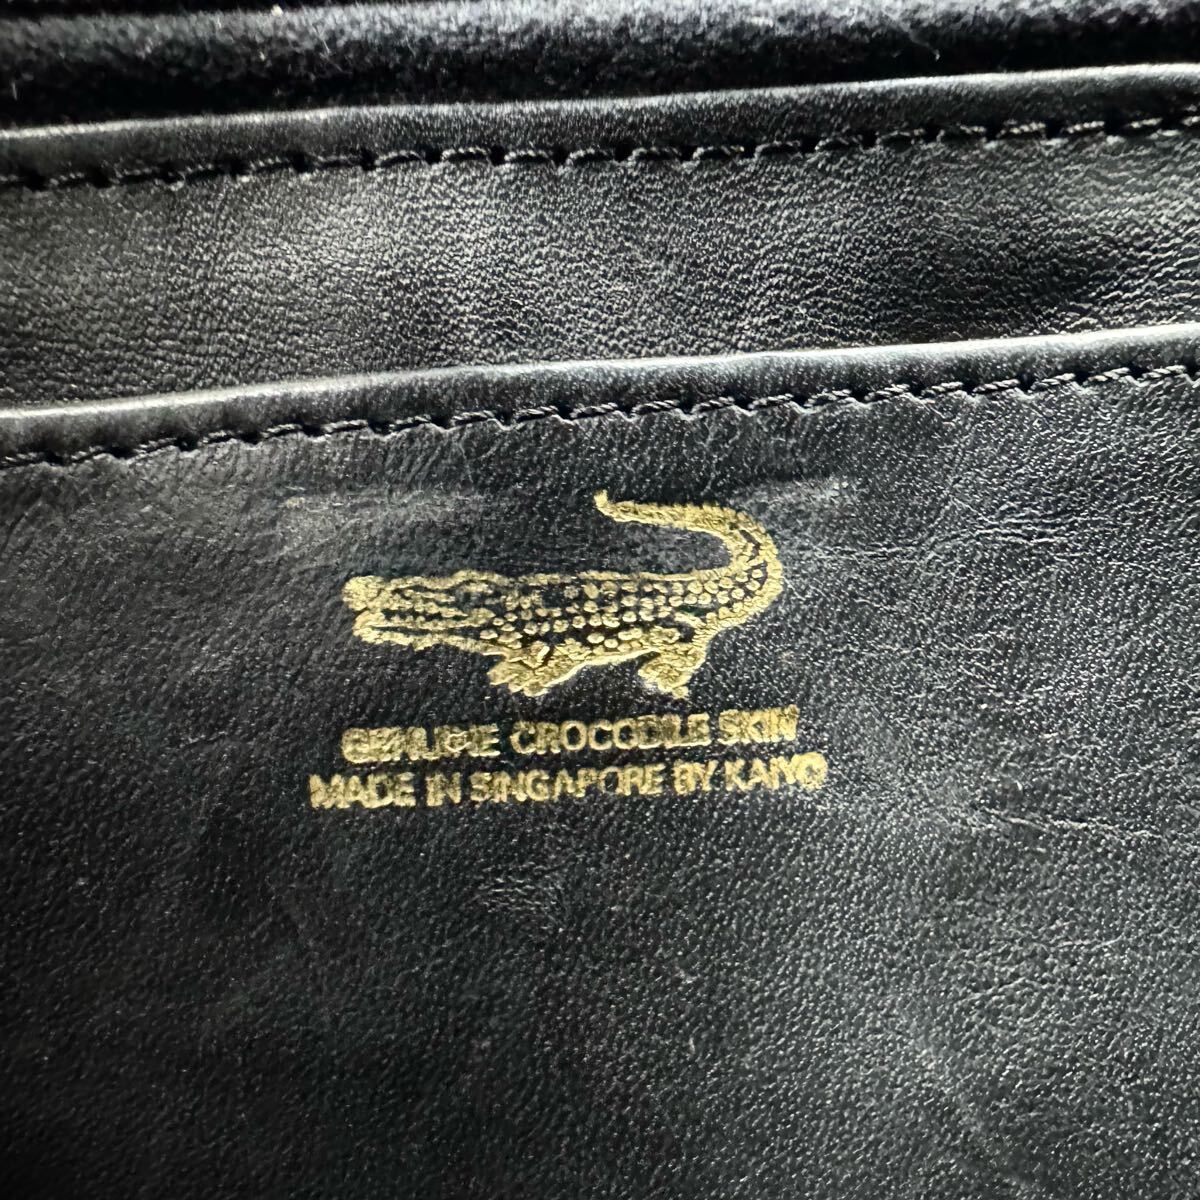 GENUINE CROCODILE SKIN
MADE IN SINGAPORE BY KAIYO